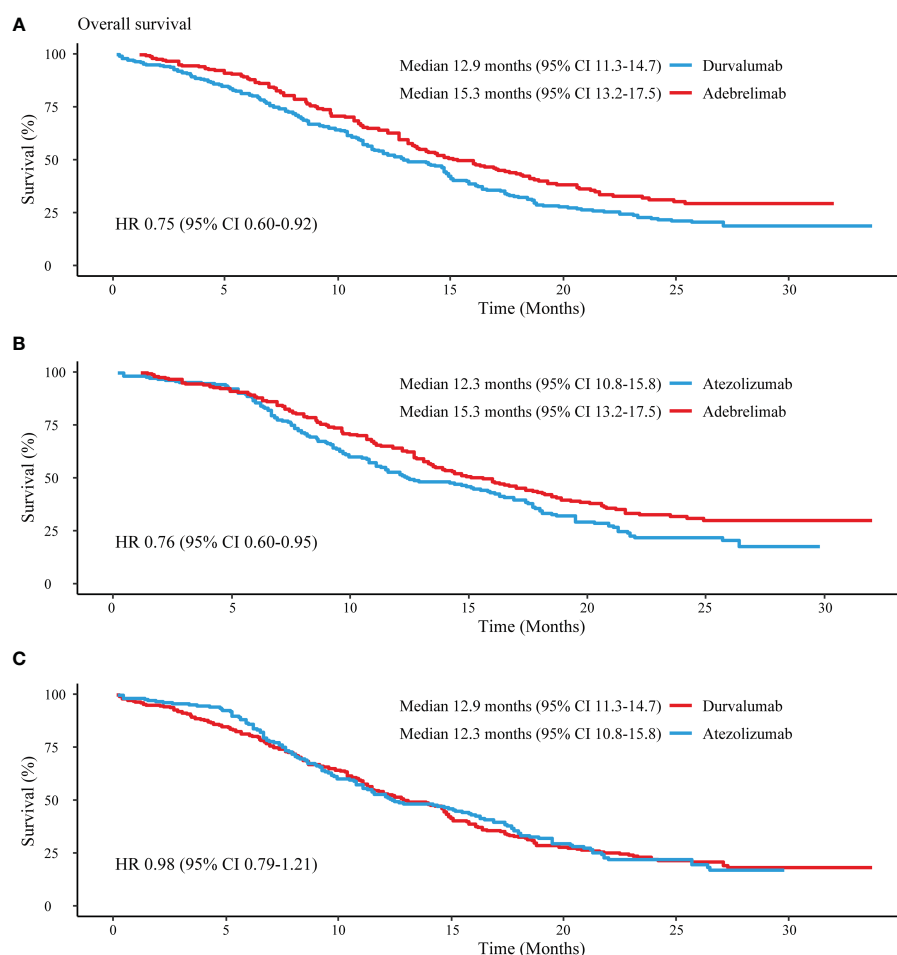 A
Overall survival
Survival (%)
100
75
50
25
0
Median 12.9 months (95% CI 11.3-14.7) Durvalumab
Median 15.3 months (95% CI 13.2-17.5) Adebrelimab
HR 0.75 (95% CI 0.60-0.92)
0 5 10 15 20 25 30
Time (Months)
B
Survival (%)
100
75
50
25
0
Median 12.3 months (95% CI 10.8-15.8) Atezolizumab
Median 15.3 months (95% CI 13.2-17.5) Adebrelimab
HR 0.76 (95% CI 0.60-0.95)
0 5 10 15 20 25 30
Time (Months)
C
Survival (%)
100
75
50
25
0
Median 12.9 months (95% CI 11.3-14.7) Durvalumab
Median 12.3 months (95% CI 10.8-15.8) Atezolizumab
HR 0.98 (95% CI 0.79-1.21)
0 5 10 15 20 25 30
Time (Months)